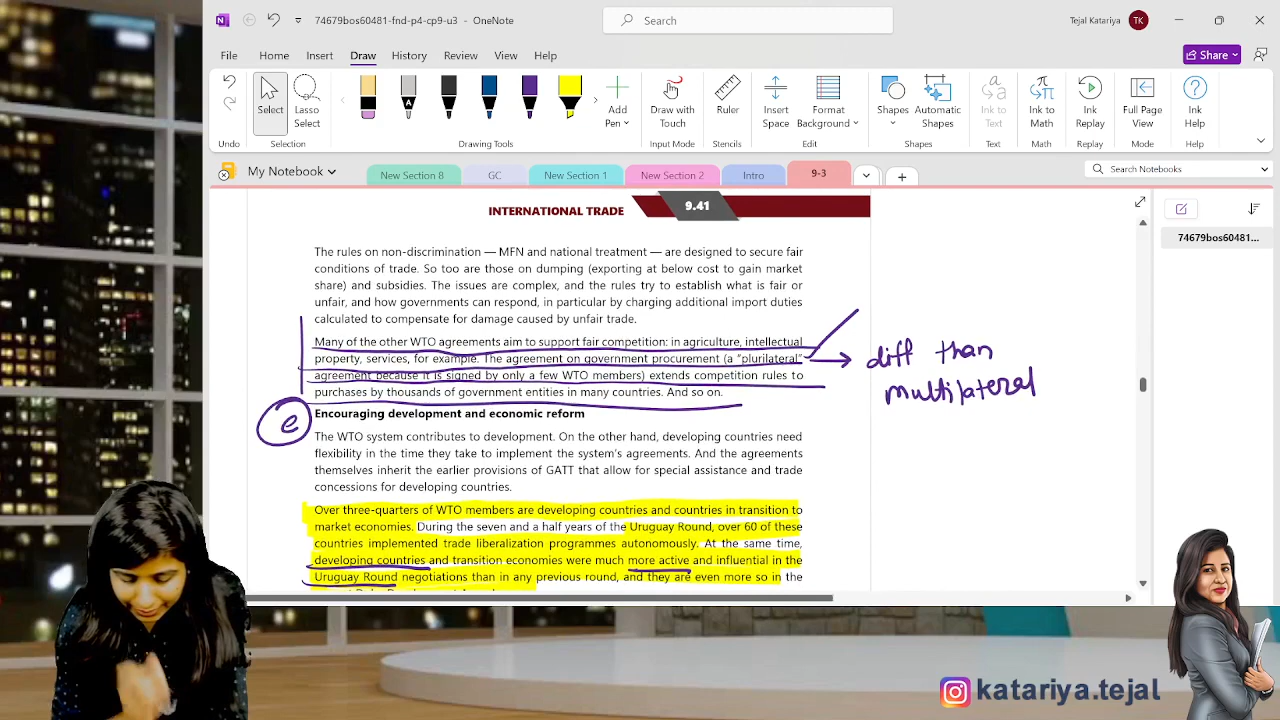 74679bos60481-fnd-p4-cp9-u3 - OneNote
Search
Tejal Katariya
TK
File Home Insert Draw History Review View Help
Share
Select
Lasso Select
Add Pen
Draw with Touch
Ruler
Insert Space
Format Background
Shapes
Automatic Shapes
Ink to Text
Ink to Math
Ink Replay
Full Page View
Ink Help
Undo Selection Drawing Tools Input Mode Stencils Edit Convert Replay View Help
My Notebook
New Section 8 GC New Section 1 New Section 2 Intro 9-3
Search Notebooks
74679bos60481...
INTERNATIONAL TRADE 9.41
The rules on non-discrimination — MFN and national treatment — are designed to secure fair
conditions of trade. So too are those on dumping (exporting at below cost to gain market
share) and subsidies. The issues are complex, and the rules try to establish what is fair or
unfair, and how governments can respond, in particular by charging additional import duties
calculated to compensate for damage caused by unfair trade.
Many of the other WTO agreements aim to support fair competition: in agriculture, intellectual
property, services, for example. The agreement on government procurement (a “plurilateral”
agreement because it is signed by only a few WTO members) extends competition rules to
purchases by thousands of government entities in many countries. And so on.
diff than
multilateral
e
Encouraging development and economic reform
The WTO system contributes to development. On the other hand, developing countries need
flexibility in the time they take to implement the system’s agreements. And the agreements
themselves inherit the earlier provisions of GATT that allow for special assistance and trade
concessions for developing countries.
Over three-quarters of WTO members are developing countries and countries in transition to
market economies. During the seven and a half years of the Uruguay Round, over 60 of these
countries implemented trade liberalization programmes autonomously. At the same time,
developing countries and transition economies were much more active and influential in the
Uruguay Round negotiations than in any previous round, and they are even more so in the
katariya.tejal